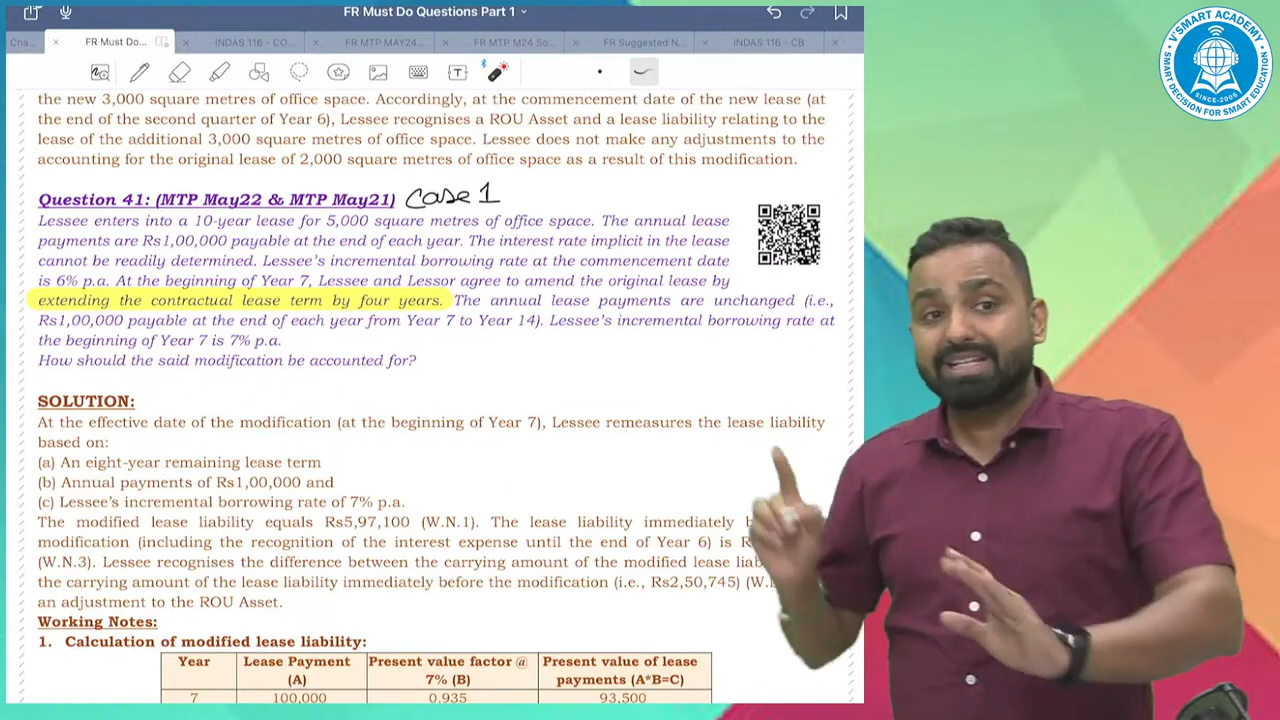 FR Must Do Questions Part 1
Cha...
FR Must Do...
INDAS 116 - CO...
FR MTP MAY24...
FR MTP M24 So...
FR Suggested N...
INDAS 116 - CB
the new 3,000 square metres of office space. Accordingly, at the commencement date of the new lease (at
the end of the second quarter of Year 6), Lessee recognises a ROU Asset and a lease liability relating to the
lease of the additional 3,000 square metres of office space. Lessee does not make any adjustments to the
accounting for the original lease of 2,000 square metres of office space as a result of this modification.
Question 41: (MTP May22 & MTP May21) Case 1
Lessee enters into a 10-year lease for 5,000 square metres of office space. The annual lease
payments are Rs1,00,000 payable at the end of each year. The interest rate implicit in the lease
cannot be readily determined. Lessee's incremental borrowing rate at the commencement date
is 6% p.a. At the beginning of Year 7, Lessee and Lessor agree to amend the original lease by
extending the contractual lease term by four years. The annual lease payments are unchanged (i.e.,
Rs1,00,000 payable at the end of each year from Year 7 to Year 14). Lessee's incremental borrowing rate at
the beginning of Year 7 is 7% p.a.
How should the said modification be accounted for?
SOLUTION:
At the effective date of the modification (at the beginning of Year 7), Lessee remeasures the lease liability
based on:
(a) An eight-year remaining lease term
(b) Annual payments of Rs1,00,000 and
(c) Lessee's incremental borrowing rate of 7% p.a.
The modified lease liability equals Rs5,97,100 (W.N.1). The lease liability immediately
modification (including the recognition of the interest expense until the end of Year 6) is
(W.N.3). Lessee recognises the difference between the carrying amount of the modified lease
the carrying amount of the lease liability immediately before the modification (i.e., Rs2,50,745)
an adjustment to the ROU Asset.
Working Notes:
1. Calculation of modified lease liability:
Year Lease Payment (A) Present value factor @ 7% (B) Present value of lease payments (A*B=C)
7 100,000 0.935 93,500
V'SMART ACADEMY
SINCE-2005
SMART DECISION FOR SMART EDUCATION